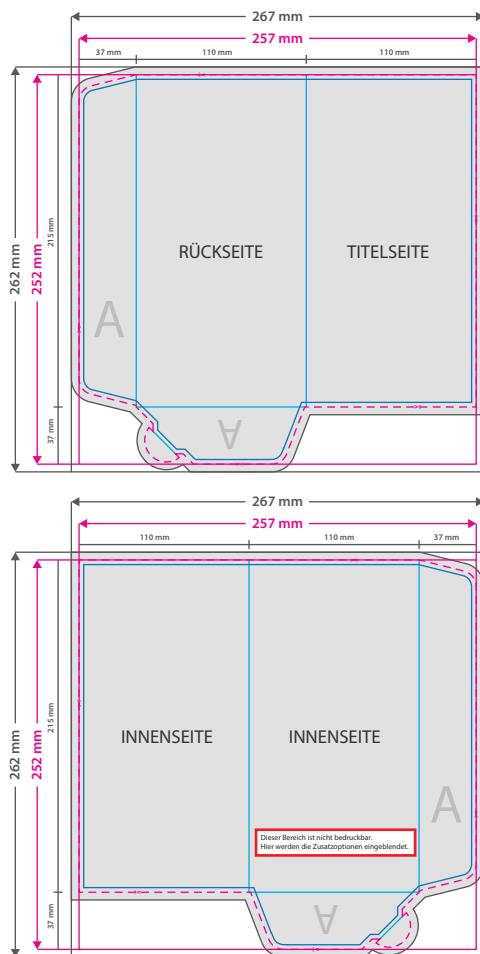 267 mm
257 mm
37 mm 110 mm 110 mm
262 mm
252 mm
215 mm
37 mm
RÜCKSEITE TITELSEITE
A
A
267 mm
257 mm
110 mm 110 mm 37 mm
262 mm
252 mm
215 mm
37 mm
INNENSEITE INNENSEITE
A
Dieser Bereich ist nicht bedruckbar.
Hier werden die Zusatzoptionen eingeblendet.
A